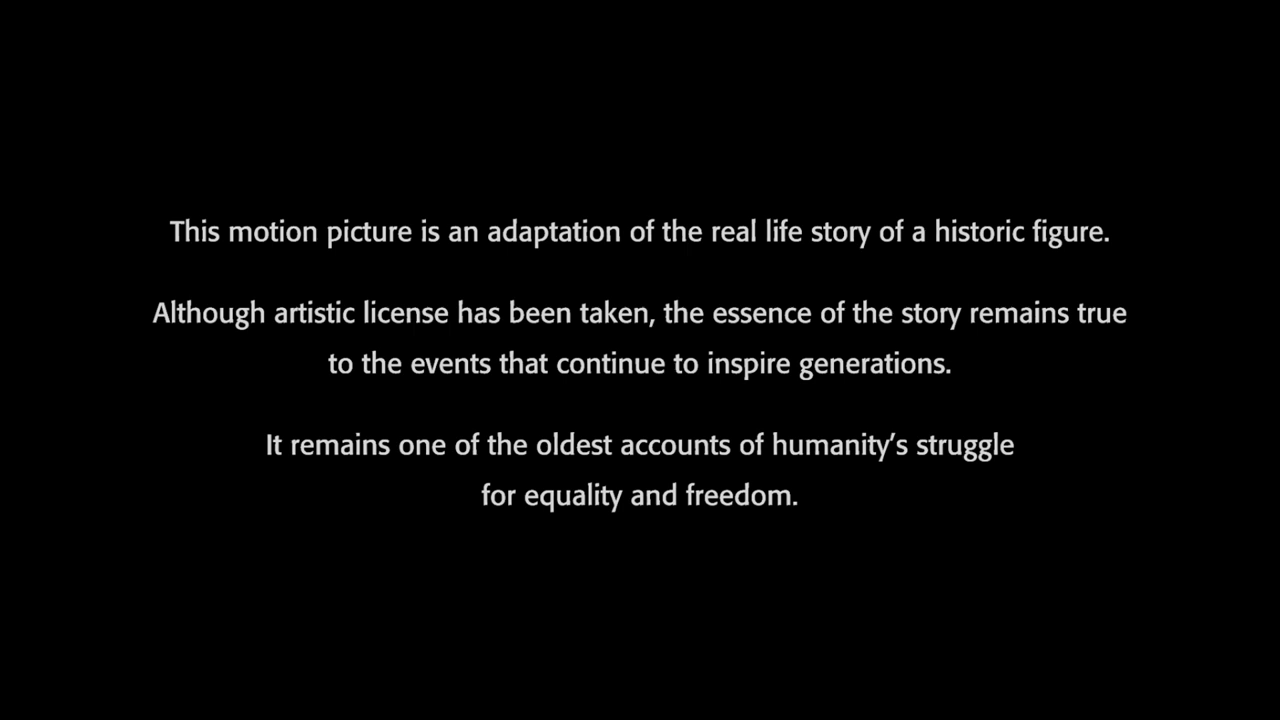 This motion picture is an adaptation of the real life story of a historic figure.
Although artistic license has been taken, the essence of the story remains true
to the events that continue to inspire generations.
It remains one of the oldest accounts of humanity’s struggle
for equality and freedom.